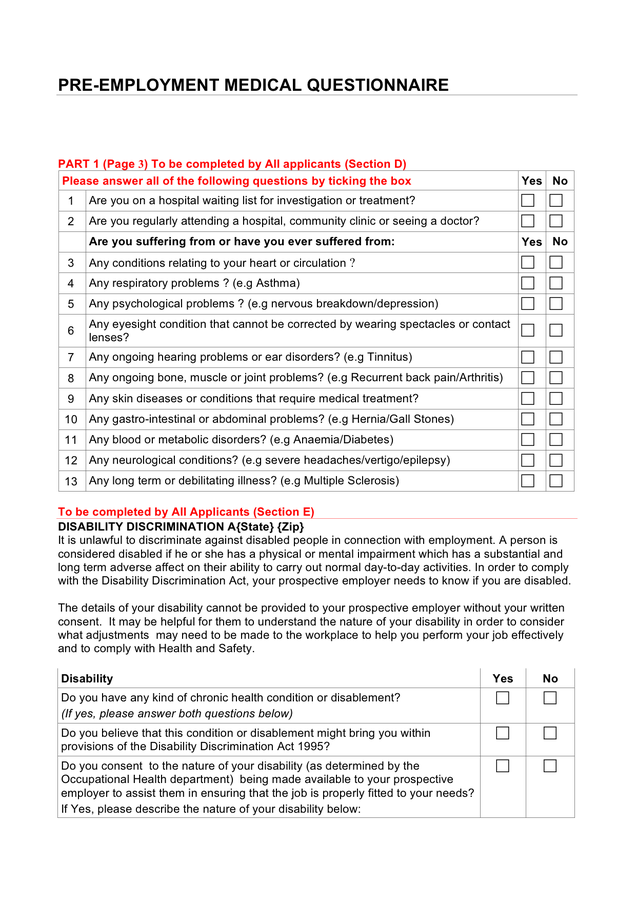 PRE-EMPLOYMENT MEDICAL QUESTIONNAIRE
PART 1 (Page 3) To be completed by All applicants (Section D)
Please answer all of the following questions by ticking the box Yes No
1 Are you on a hospital waiting list for investigation or treatment?
2 Are you regularly attending a hospital, community clinic or seeing a doctor?
Are you suffering from or have you ever suffered from: Yes No
3 Any conditions relating to your heart or circulation ?
4 Any respiratory problems ? (e.g Asthma)
5 Any psychological problems ? (e.g nervous breakdown/depression)
6 Any eyesight condition that cannot be corrected by wearing spectacles or contact
lenses?
7 Any ongoing hearing problems or ear disorders? (e.g Tinnitus)
8 Any ongoing bone, muscle or joint problems? (e.g Recurrent back pain/Arthritis)
9 Any skin diseases or conditions that require medical treatment?
10 Any gastro-intestinal or abdominal problems? (e.g Hernia/Gall Stones)
11 Any blood or metabolic disorders? (e.g Anaemia/Diabetes)
12 Any neurological conditions? (e.g severe headaches/vertigo/epilepsy)
13 Any long term or debilitating illness? (e.g Multiple Sclerosis)
To be completed by All Applicants (Section E)
DISABILITY DISCRIMINATION A{State} {Zip}
It is unlawful to discriminate against disabled people in connection with employment. A person is
considered disabled if he or she has a physical or mental impairment which has a substantial and
long term adverse affect on their ability to carry out normal day-to-day activities. In order to comply
with the Disability Discrimination Act, your prospective employer needs to know if you are disabled.
The details of your disability cannot be provided to your prospective employer without your written
consent. It may be helpful for them to understand the nature of your disability in order to consider
what adjustments may need to be made to the workplace to help you perform your job effectively
and to comply with Health and Safety.
Disability Yes No
Do you have any kind of chronic health condition or disablement?
(If yes, please answer both questions below)
Do you believe that this condition or disablement might bring you within
provisions of the Disability Discrimination Act 1995?
Do you consent to the nature of your disability (as determined by the
Occupational Health department) being made available to your prospective
employer to assist them in ensuring that the job is properly fitted to your needs?
If Yes, please describe the nature of your disability below: